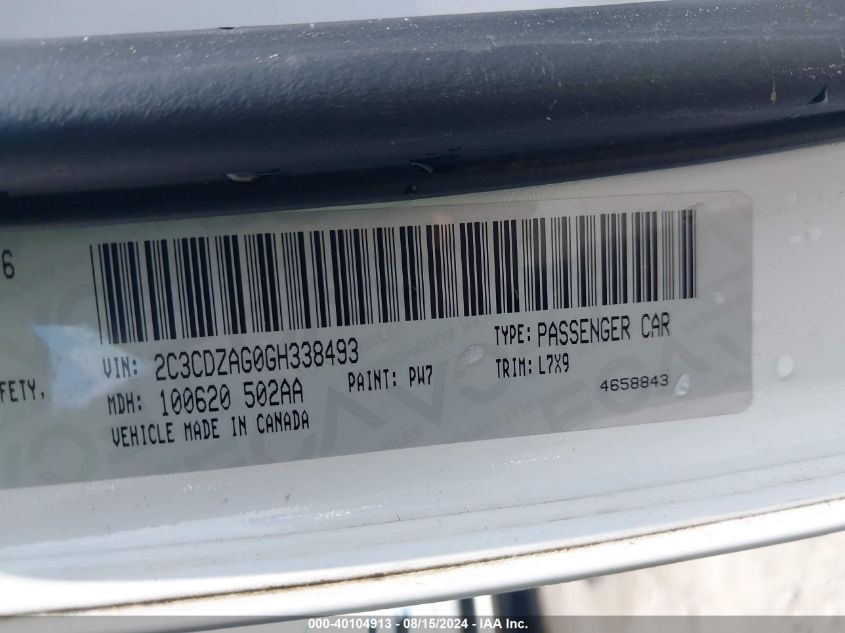 6
FETY,
VIN: 2C3CDZAG0GH338493
TYPE: PASSENGER CAR
MDH: 100620 502AA
PAINT: PW7
TRIM: L7X9
VEHICLE MADE IN CANADA
4658843
000-40104913 - 08/15/2024 - IAA Inc.